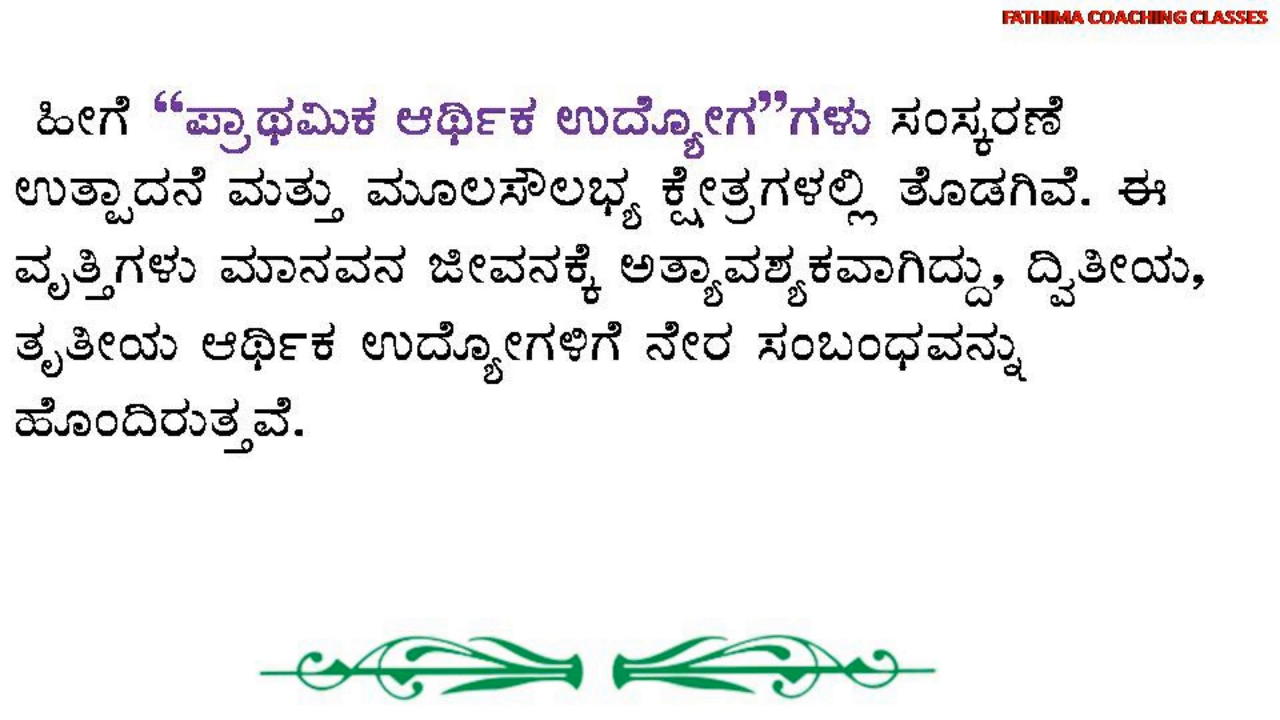 FATHIMA COACHING CLASSES
ಹೀಗೆ “ಪ್ರಾಥಮಿಕ ಆರ್ಥಿಕ ಉದ್ಯೋಗ”ಗಳು ಸಂಸ್ಕರಣೆ
ಉತ್ಪಾದನೆ ಮತ್ತು ಮೂಲಸೌಲಭ್ಯ ಕ್ಷೇತ್ರಗಳಲ್ಲಿ ತೊಡಗಿವೆ. ಈ
ವೃತ್ತಿಗಳು ಮಾನವನ ಜೀವನಕ್ಕೆ ಅತ್ಯಾವಶ್ಯಕವಾಗಿದ್ದು, ದ್ವಿತೀಯ,
ತೃತೀಯ ಆರ್ಥಿಕ ಉದ್ಯೋಗಳಿಗೆ ನೇರ ಸಂಬಂಧವನ್ನು
ಹೊಂದಿರುತ್ತವೆ.